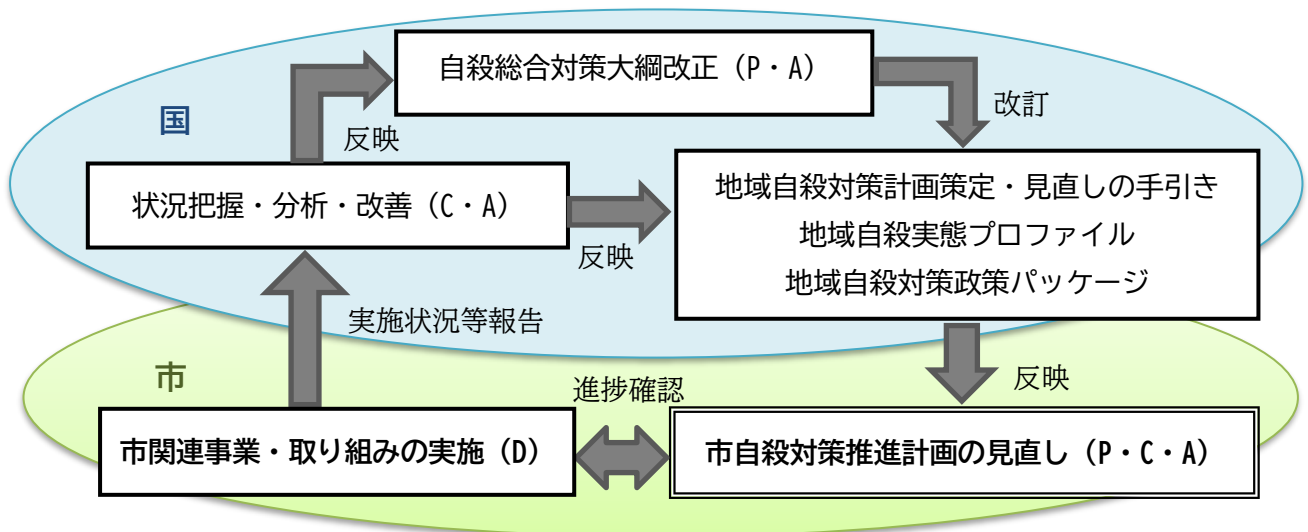 自殺総合対策大綱改正（P・A）
国
反映
改訂
状況把握・分析・改善（C・A）
反映
地域自殺対策計画策定・見直しの手引き
地域自殺実態プロファイル
地域自殺対策政策パッケージ
実施状況等報告
市
進捗確認
反映
市関連事業・取り組みの実施（D）
市自殺対策推進計画の見直し（P・C・A）